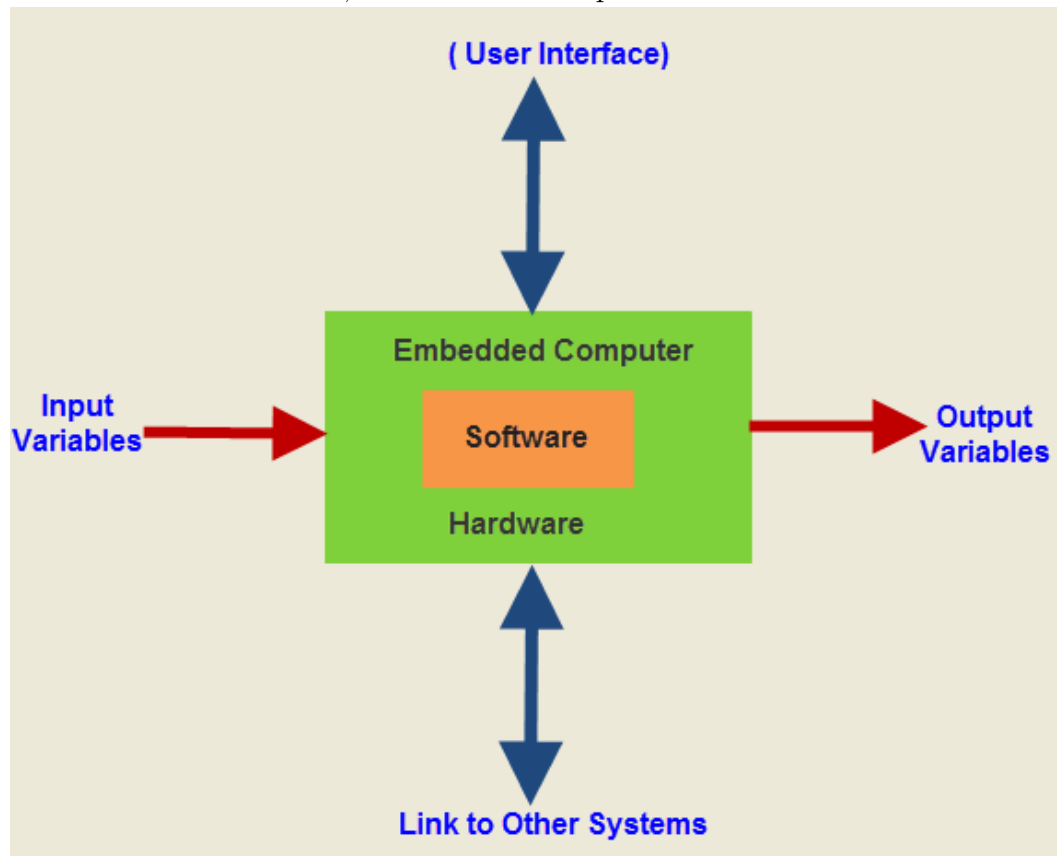 ( User Interface)
Embedded Computer
Input
Variables
Software
Output
Variables
Hardware
Link to Other Systems